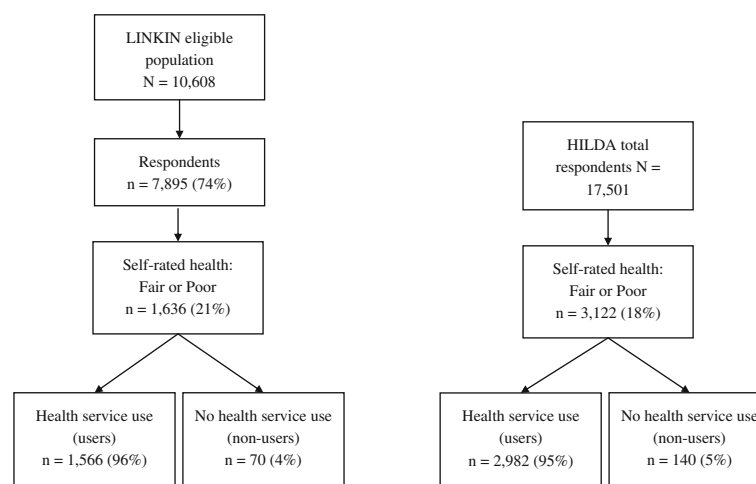 LINKIN eligible
population
N = 10,608
Respondents
n = 7,895 (74%)
Self-rated health:
Fair or Poor
n = 1,636 (21%)
Health service use
(users)
n = 1,566 (96%)
No health service use
(non-users)
n = 70 (4%)
HILDA total
respondents N =
17,501
Self-rated health:
Fair or Poor
n = 3,122 (18%)
Health service use
(users)
n = 2,982 (95%)
No health service use
(non-users)
n = 140 (5%)